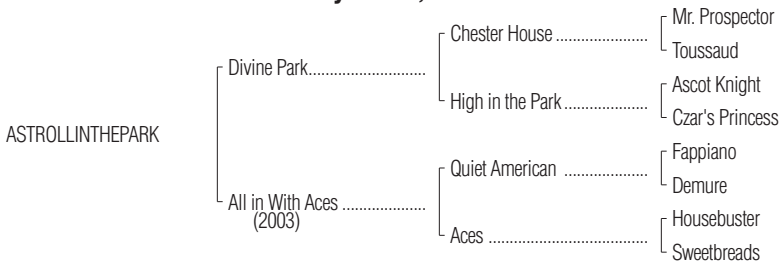 Mr. Prospector
Chester House
Toussaud
Divine Park
Ascot Knight
High in the Park
Czar's Princess
ASTROLLINTHEPARK
Fappiano
Quiet American
Demure
All in With Aces
(2003)
Housebuster
Aces
Sweetbreads